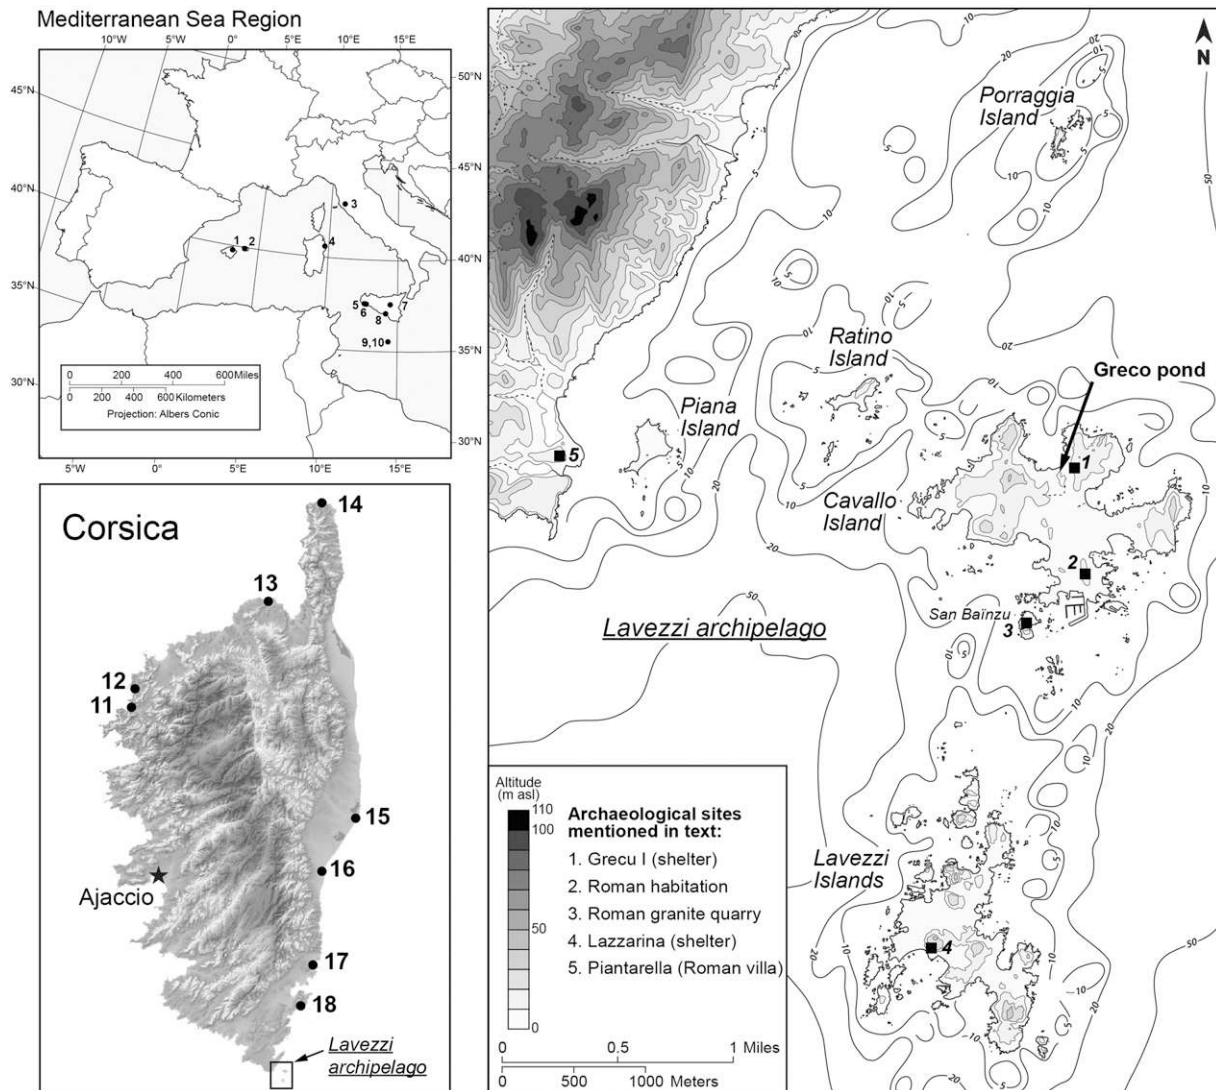 Mediterranean Sea Region
10°W
0°E
5°E
10°E
15°E
45°N
40°N
35°N
30°N
50°N
45°N
40°N
35°N
30°N
1
2
3
4
5
6
7
8
9,10
0 200 400 600 Miles
0 200 400 600 Kilometers
Projection: Albers Conic
5°W
0°
5°E
10°E
15°E
Corsica
14
13
12
11
15
16
Ajaccio
17
18
Lavezzi
archipelago
N
Porraggia
Island
Ratino
Island
Greco pond
Piana
Island
Cavallo
Island
1
2
3
4
5
San Baïnzu
Lavezzi archipelago
Lavezzi
Islands
Altitude
(m asl)
110
100
50
0
Archaeological sites
mentioned in text:
1. Grecu I (shelter)
2. Roman habitation
3. Roman granite quarry
4. Lazzarina (shelter)
5. Piantarella (Roman villa)
0 0.5 1 Miles
0 500 1000 Meters